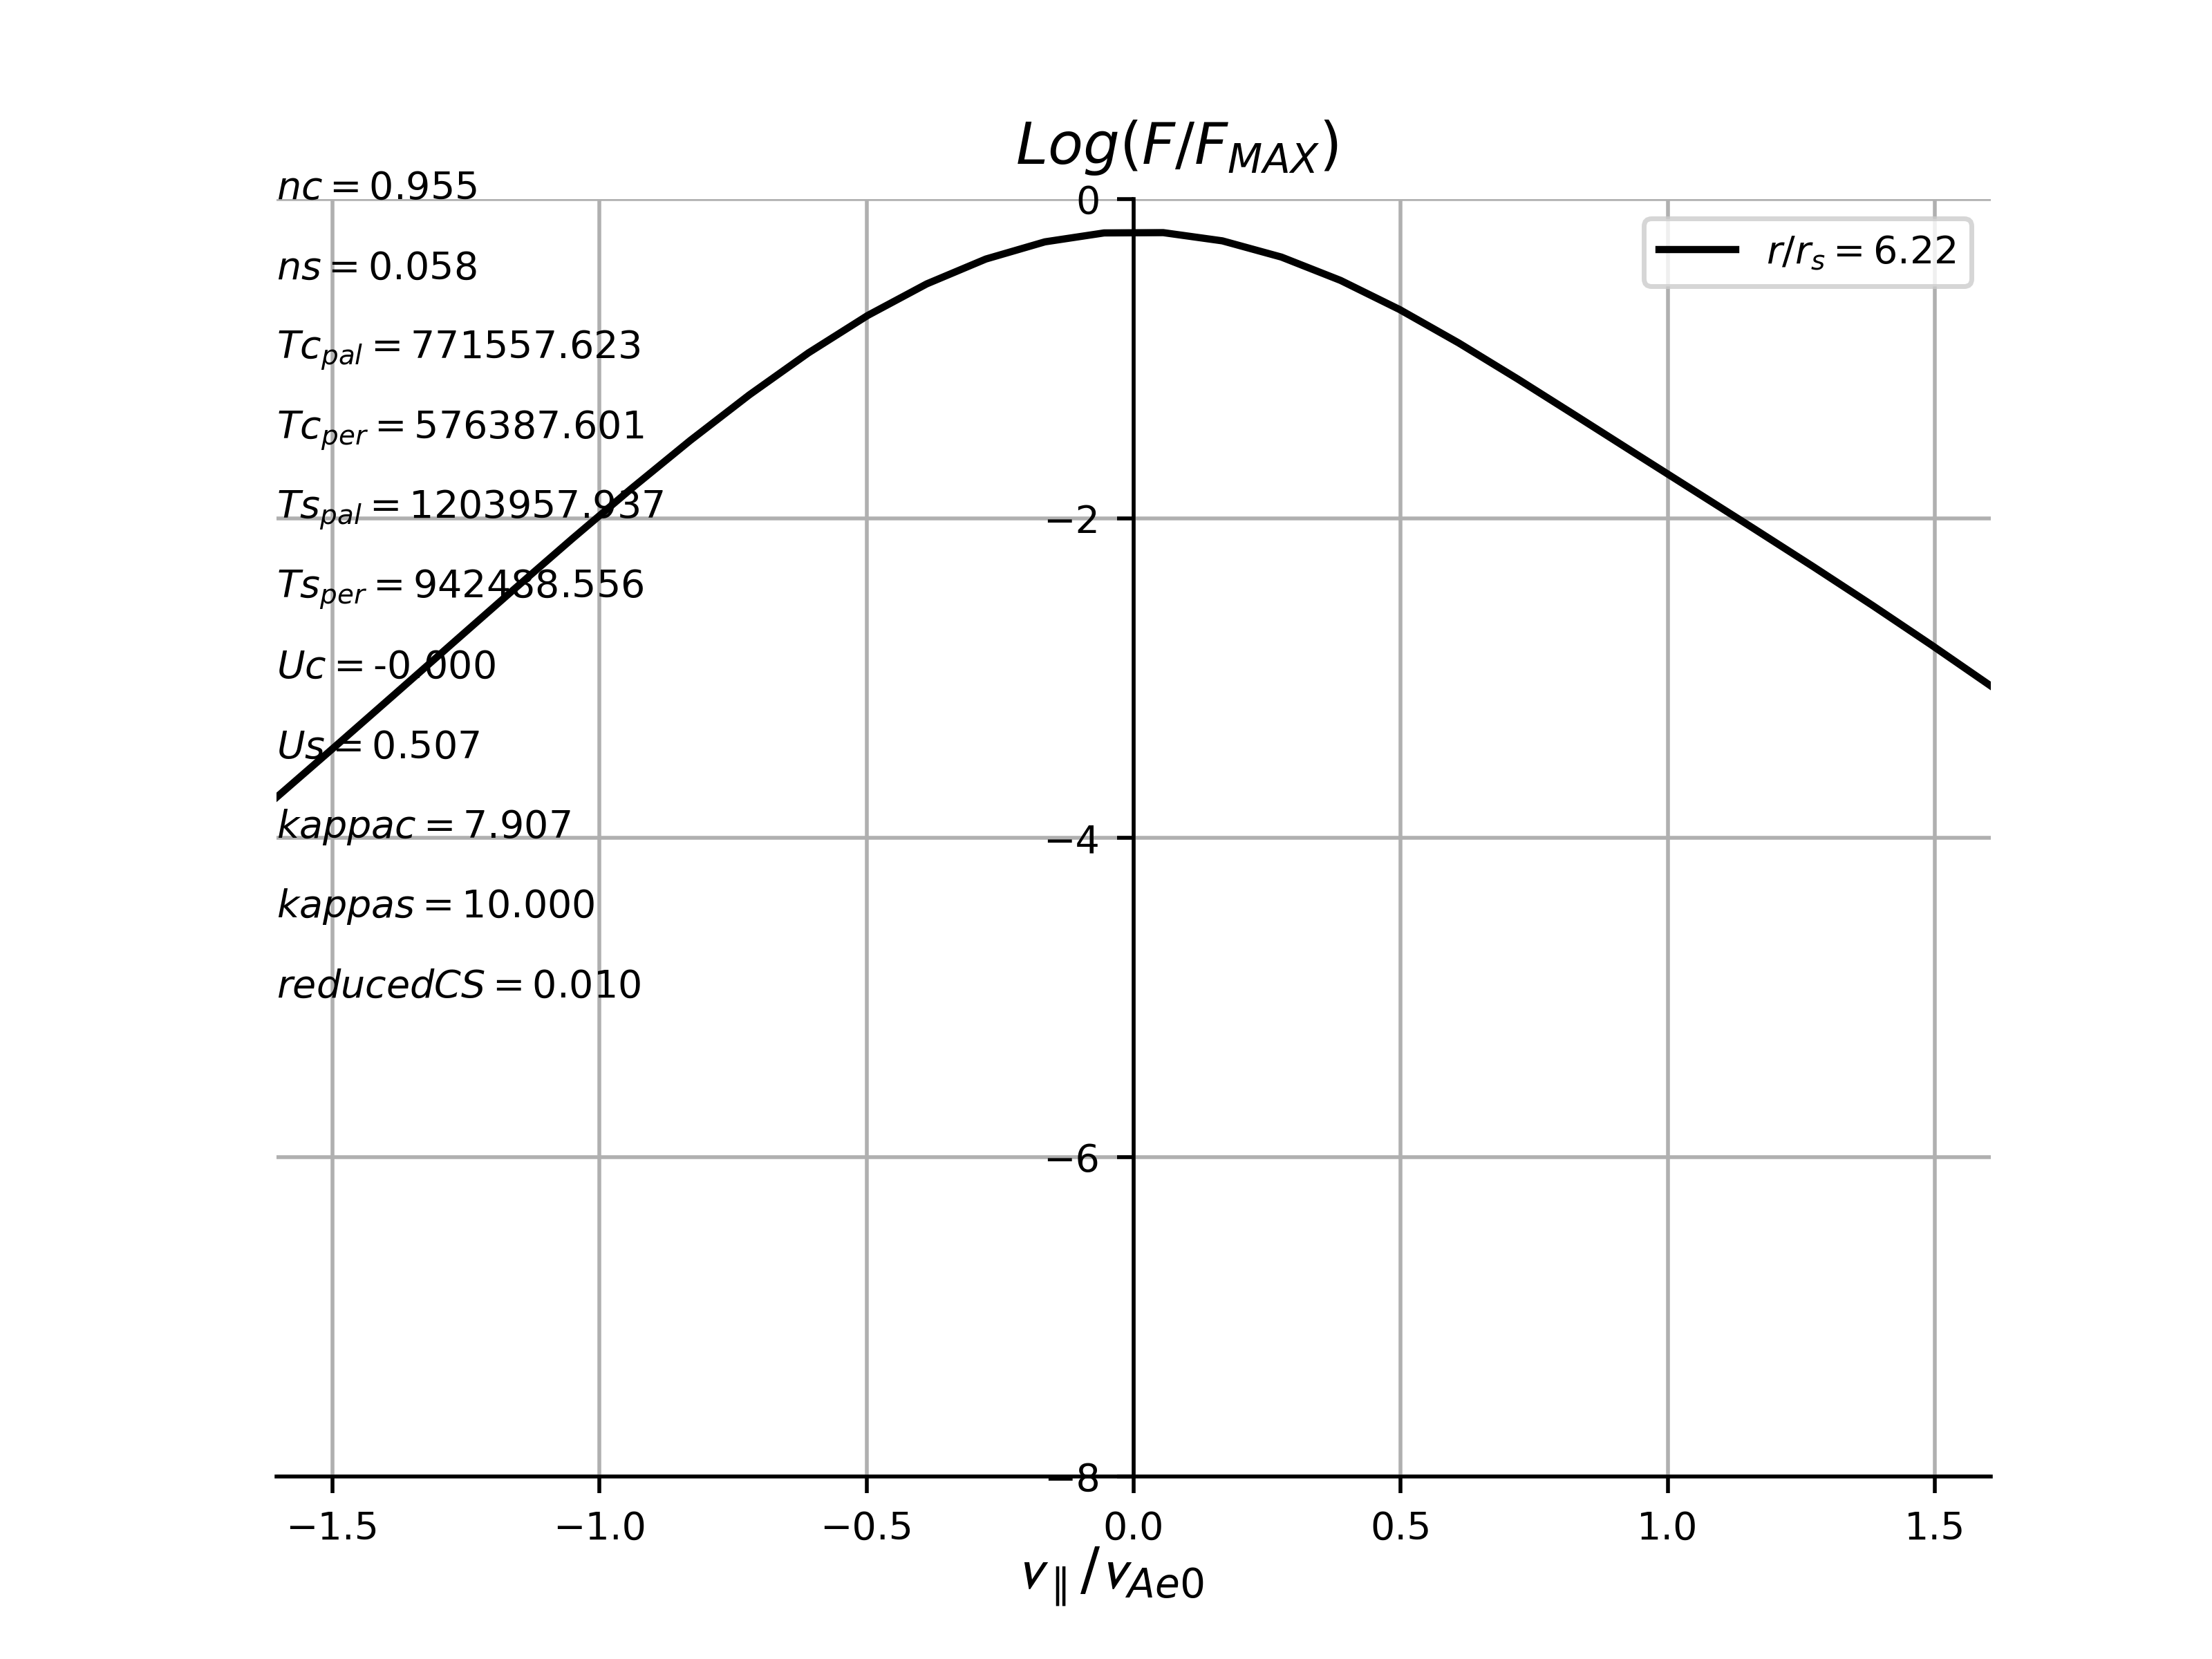 Log(F/F_MAX)
nc = 0.955
ns = 0.058
Tc_pal = 771557.623
Tc_per = 576387.601
Ts_pal = 1203957.937
Ts_per = 942488.556
Uc = -0.000
Us = 0.507
kappac = 7.907
kappas = 10.000
reducedCS = 0.010
r/r_s = 6.22
0
−2
−4
−6
−8
−1.5 −1.0 −0.5 0.0 0.5 1.0 1.5
v_∥/v_Ae0